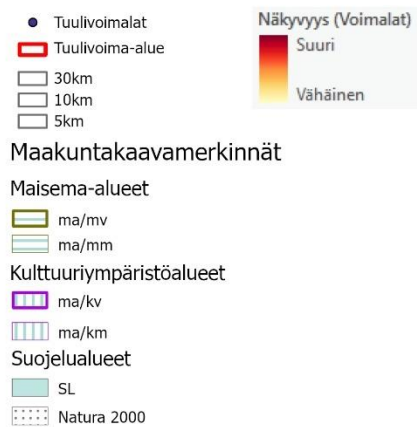 Tuulivoimalat
Tuulivoima-alue
30km
10km
5km
Näkyvyys (Voimalat)
Suuri
Vähäinen
Maakuntakaavamerkinnät
Maisema-alueet
ma/mv
ma/mm
Kulttuuriympäristöalueet
ma/kv
ma/km
Suojelualueet
SL
Natura 2000